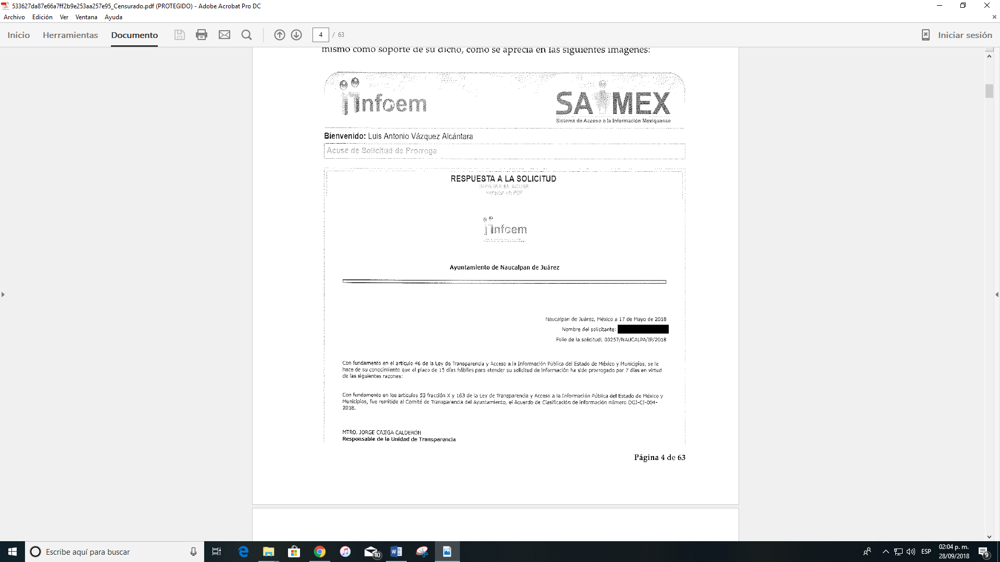 533627da87e66a7ff2b9e253aa257e95_Censurado.pdf (PROTEGIDO) - Adobe Acrobat Pro DC
Archivo Edición Ver Ventana Ayuda
Inicio Herramientas Documento 4 / 63 Iniciar sesión
mismo como soporte de su dicho, como se aprecia en las siguientes imágenes:
infoem
SAIMEX
Sistema de Acceso a la Información Mexiquense
Bienvenido: Luis Antonio Vázquez Alcántara
Acuse de Solicitud de Prorroga
RESPUESTA A LA SOLICITUD
IMPRIMIR EL ACUSE
Versión en PDF
infoem
Ayuntamiento de Naucalpan de Juárez
Naucalpan de Juárez, México a 17 de Mayo de 2018
Nombre del solicitante:
Folio de la solicitud: 00257/NAUCALPA/IP/2018
Con fundamento en el artículo 46 de la Ley de Transparencia y Acceso a la Información Pública del Estado de México y Municipios, se le
hace de su conocimiento que el plazo de 15 días hábiles para atender su solicitud de información ha sido prorrogado por 7 días en virtud
de las siguientes razones:
Con fundamento en los artículos 53 fracción X y 163 de la Ley de Transparencia y Acceso a la Información Pública del Estado de México y
Municipios, fue remitido al Comité de Transparencia del Ayuntamiento, el Acuerdo de Clasificación de información número DGJ-CI-004-
2018.
MTRO. JORGE CAJIGA CALDERÓN
Responsable de la Unidad de Transparencia
Página 4 de 63
Escribe aquí para buscar
10
ESP
02:04 p. m.
28/09/2018
9